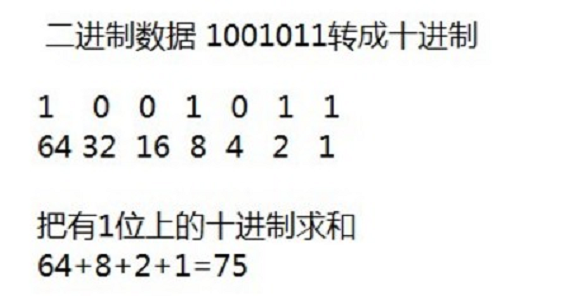 二进制数据 1001011转成十进制
1 0 0 1 0 1 1
64 32 16 8 4 2 1
把有1位上的十进制求和
64+8+2+1=75